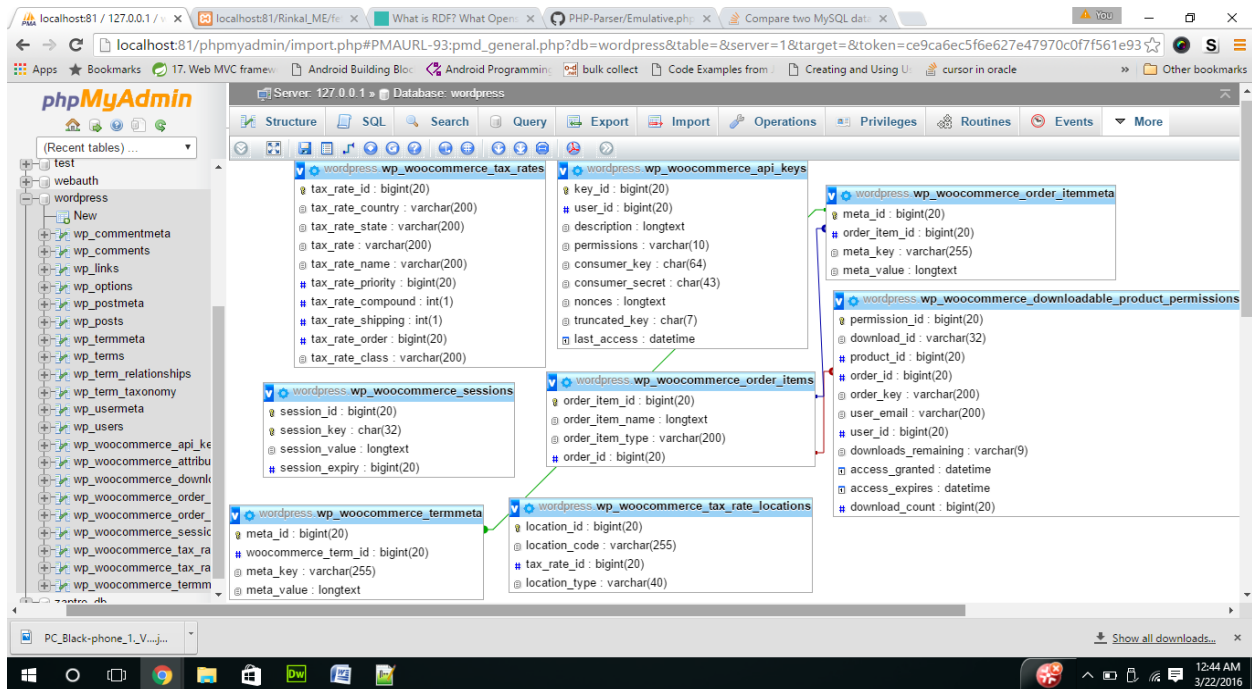 localhost:81 / 127.0.0.1 / w
localhost:81/Rinkal_ME/fe
What is RDF? What Open
PHP-Parser/Emulative.php
Compare two MySQL data
You
localhost:81/phpmyadmin/import.php#PMAURL-93:pmd_general.php?db=wordpress&table=&server=1&target=&token=ce9ca6ec5f6e627e47970c0f7f561e93
Apps
Bookmarks
17. Web MVC framew
Android Building Bloc
Android Programming
bulk collect
Code Examples from J
Creating and Using U
cursor in oracle
»
Other bookmarks
phpMyAdmin
(Recent tables) ...
test
webauth
wordpress
New
wp_commentmeta
wp_comments
wp_links
wp_options
wp_postmeta
wp_posts
wp_termmeta
wp_terms
wp_term_relationships
wp_term_taxonomy
wp_usermeta
wp_users
wp_woocommerce_api_ke
wp_woocommerce_attribu
wp_woocommerce_downlo
wp_woocommerce_order_
wp_woocommerce_order_
wp_woocommerce_sessic
wp_woocommerce_tax_ra
wp_woocommerce_tax_ra
wp_woocommerce_termm
Server: 127.0.0.1 » Database: wordpress
Structure
SQL
Search
Query
Export
Import
Operations
Privileges
Routines
Events
More
wordpress.wp_woocommerce_tax_rates
tax_rate_id : bigint(20)
tax_rate_country : varchar(200)
tax_rate_state : varchar(200)
tax_rate : varchar(200)
tax_rate_name : varchar(200)
tax_rate_priority : bigint(20)
tax_rate_compound : int(1)
tax_rate_shipping : int(1)
tax_rate_order : bigint(20)
tax_rate_class : varchar(200)
wordpress.wp_woocommerce_api_keys
key_id : bigint(20)
user_id : bigint(20)
description : longtext
permissions : varchar(10)
consumer_key : char(64)
consumer_secret : char(43)
nonces : longtext
truncated_key : char(7)
last_access : datetime
wordpress.wp_woocommerce_order_itemmeta
meta_id : bigint(20)
order_item_id : bigint(20)
meta_key : varchar(255)
meta_value : longtext
wordpress.wp_woocommerce_downloadable_product_permissions
permission_id : bigint(20)
download_id : varchar(32)
product_id : bigint(20)
order_id : bigint(20)
order_key : varchar(200)
user_email : varchar(200)
user_id : bigint(20)
downloads_remaining : varchar(9)
access_granted : datetime
access_expires : datetime
download_count : bigint(20)
wordpress.wp_woocommerce_sessions
session_id : bigint(20)
session_key : char(32)
session_value : longtext
session_expiry : bigint(20)
wordpress.wp_woocommerce_order_items
order_item_id : bigint(20)
order_item_name : longtext
order_item_type : varchar(200)
order_id : bigint(20)
wordpress.wp_woocommerce_termmeta
meta_id : bigint(20)
woocommerce_term_id : bigint(20)
meta_key : varchar(255)
meta_value : longtext
wordpress.wp_woocommerce_tax_rate_locations
location_id : bigint(20)
location_code : varchar(255)
tax_rate_id : bigint(20)
location_type : varchar(40)
PC_Black-phone_1._V....j...
Show all downloads...
Dw
12:44 AM
3/22/2016